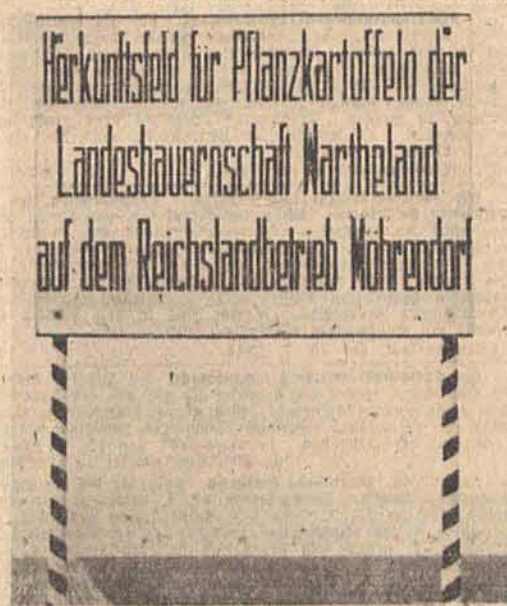 Herkunftsfeld für Pflanzkartoffeln der
Landesbauernschaft Wartheland
auf dem Reichslandbetrieb Möhrendorf